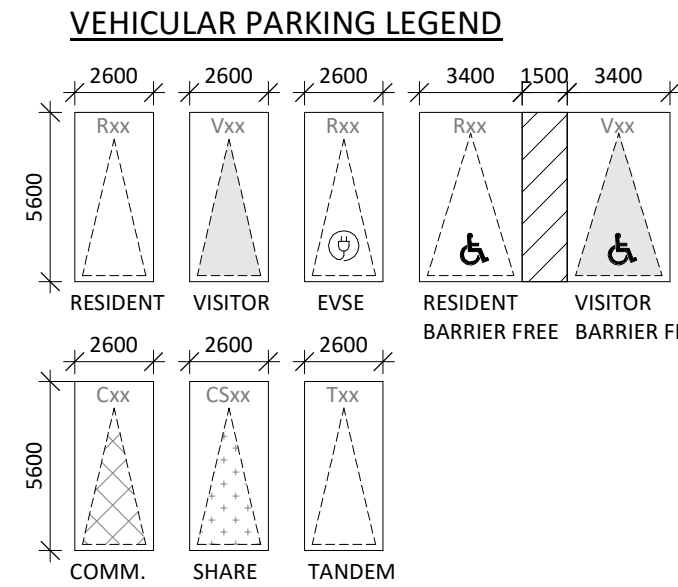 VEHICULAR PARKING LEGEND
2600 2600 2600 3400 1500 3400
Rxx Vxx Rxx Rxx Vxx
5600
RESIDENT VISITOR EVSE RESIDENT VISITOR
BARRIER FREE BARRIER
2600 2600 2600
Cxx CSxx Txx
5600
COMM. SHARE TANDEM